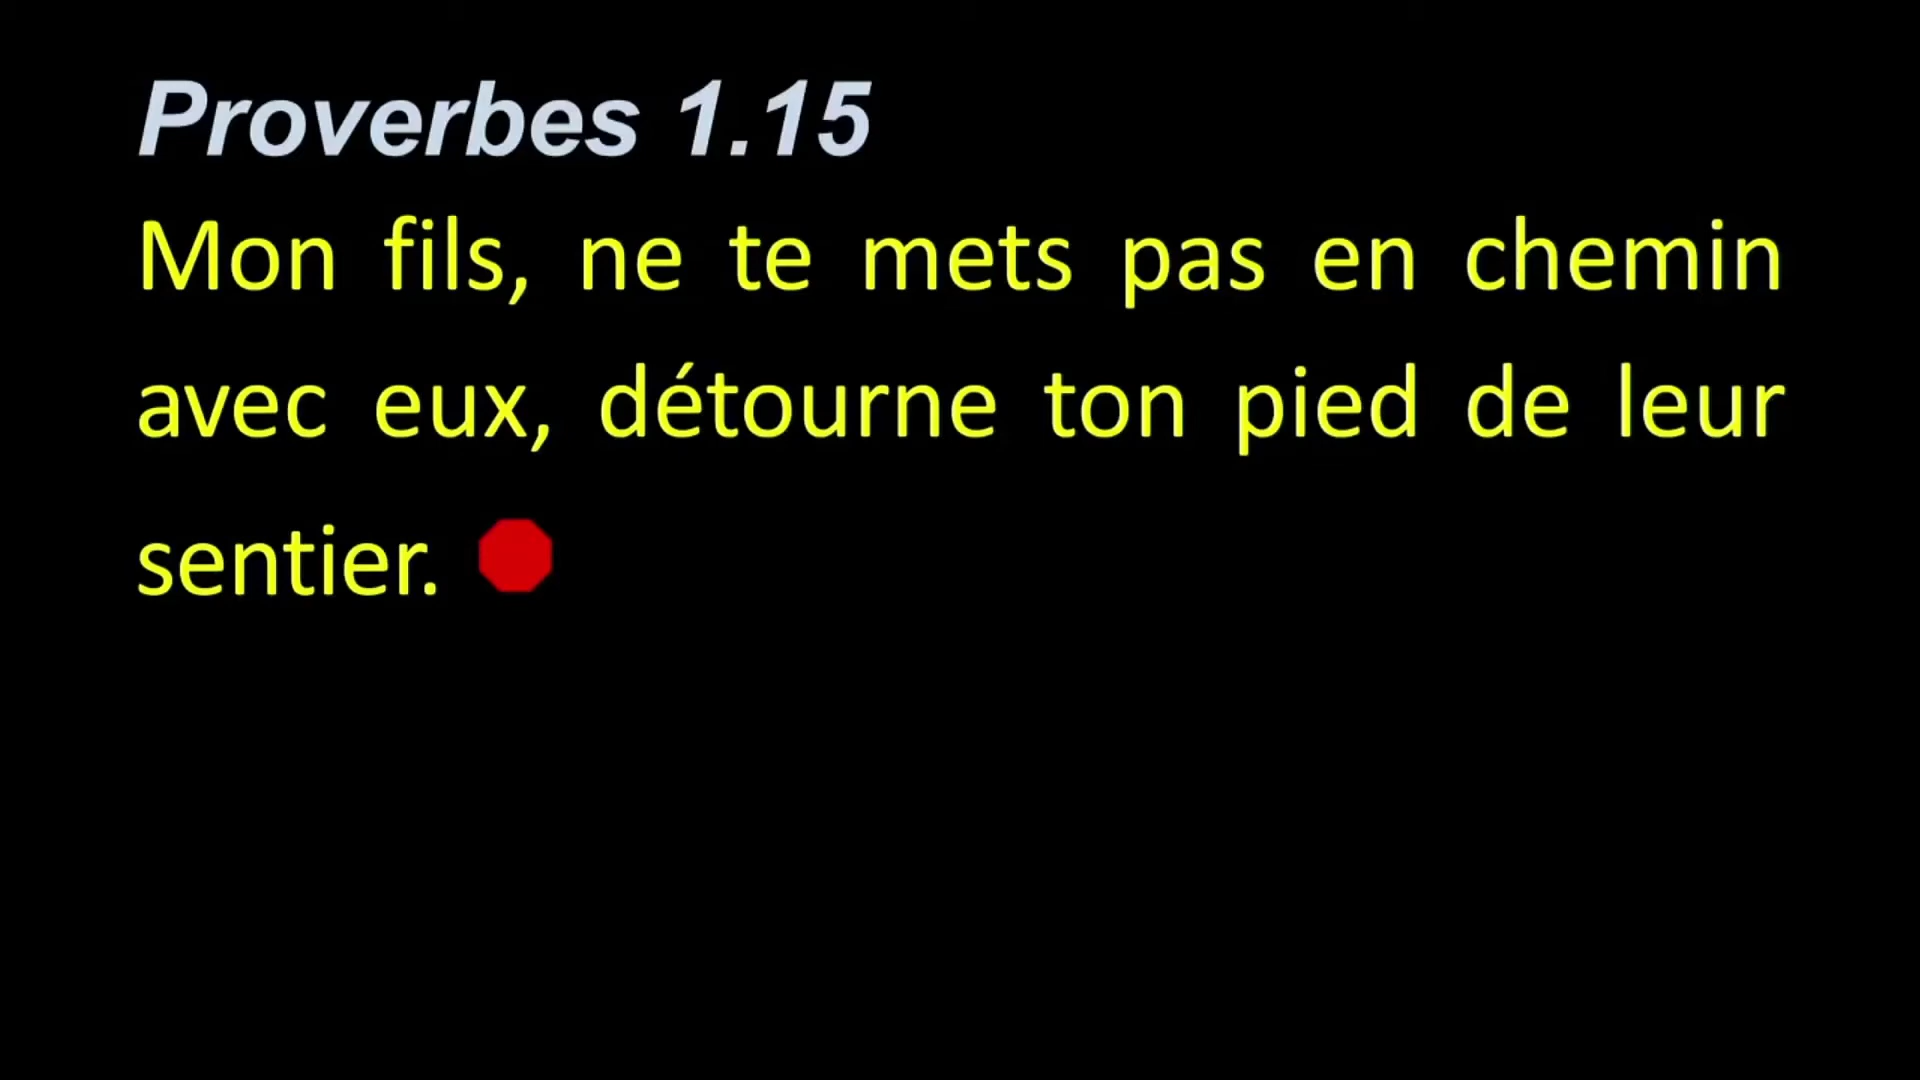 Proverbes 1.15
Mon fils, ne te mets pas en chemin
avec eux, détourne ton pied de leur
sentier.